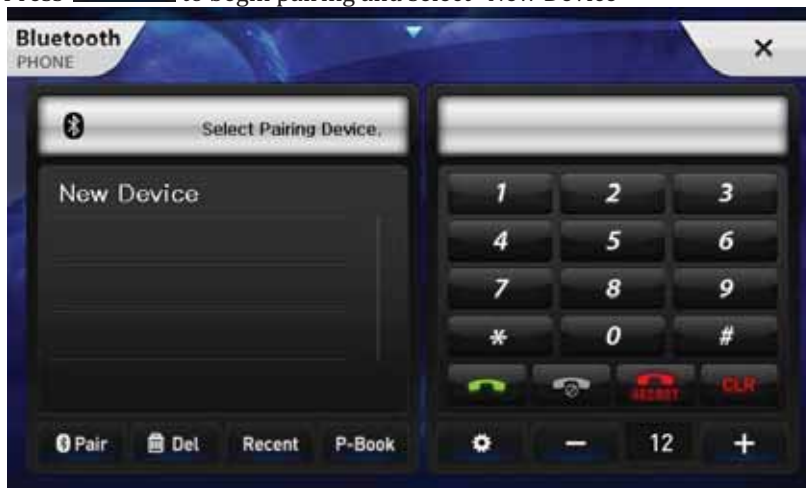 to begin pairing and select "New Device"
Bluetooth
PHONE
Select Pairing Device.
New Device
1 2 3
4 5 6
7 8 9
* 0 #
SECRET CLR
Pair Del Recent P-Book
- 12 +